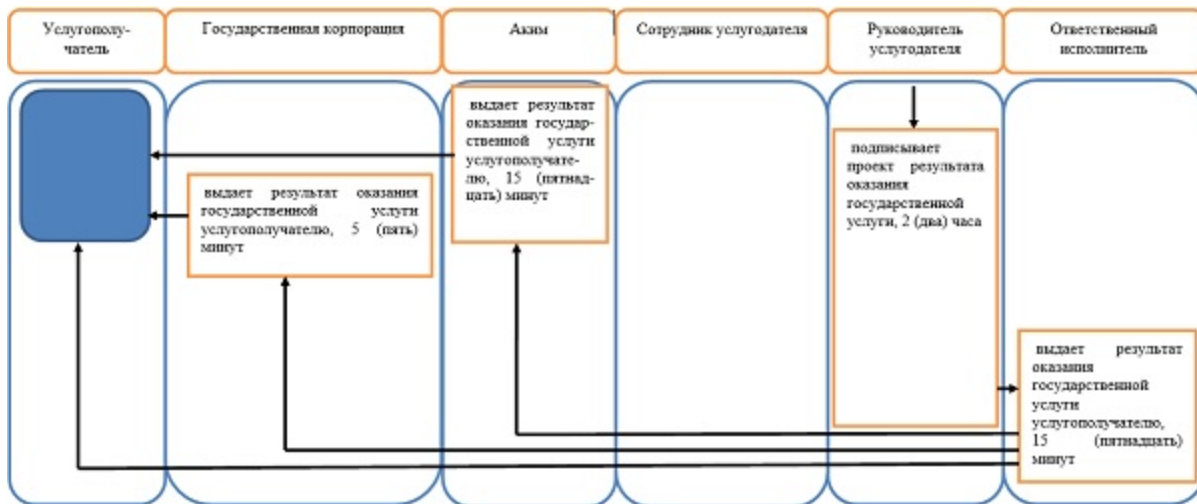 Услугополу-
чатель
Государственная корпорация
Аким
Сотрудник услугодателя
Руководитель
услугодателя
Ответственный
исполнитель
выдает результат
оказания государ-
ственной услуги
услугополучате-
лю, 15 (пятнад-
цать) минут
выдает результат оказания
государственной услуги
услугополучателю, 5 (пять)
минут
подписывает
проект результата
оказания
государственной
услуги, 2 (два) часа
выдает результат
оказания
государственной
услуги
услугополучателю,
15 (пятнадцать)
минут